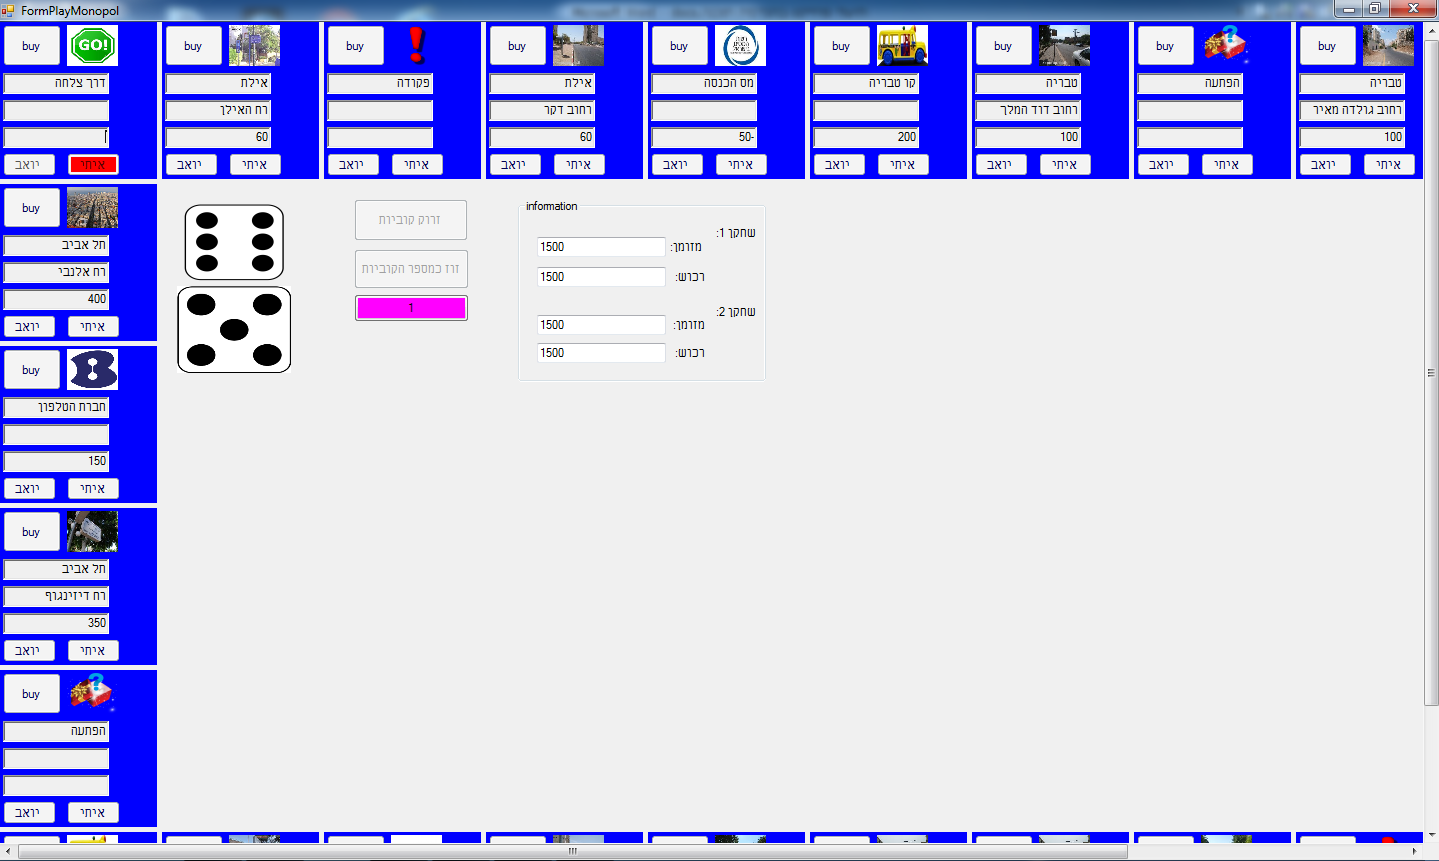 FormPlayMonopol
buy
GO!
דרך צלחה
יואב
איתי
buy
אילת
רח האילן
60
יואב
איתי
buy
פקודה
יואב
איתי
buy
אילת
רחוב דקר
60
יואב
איתי
buy
מס הכנסה
50-
יואב
איתי
buy
קו טבריה
200
יואב
איתי
buy
טבריה
רחוב דוד המלך
100
יואב
איתי
buy
הפתעה
יואב
איתי
buy
טבריה
רחוב גולדה מאיר
100
יואב
איתי
buy
תל אביב
רח אלנבי
400
יואב
איתי
buy
חברת הטלפון
150
יואב
איתי
buy
תל אביב
רח דיזינגוף
350
יואב
איתי
buy
הפתעה
יואב
איתי
זרוק קוביות
זוז כמספר הקוביות
1
information
שחקן 1:
מזומן:
1500
רכוש:
1500
שחקן 2:
מזומן:
1500
רכוש:
1500